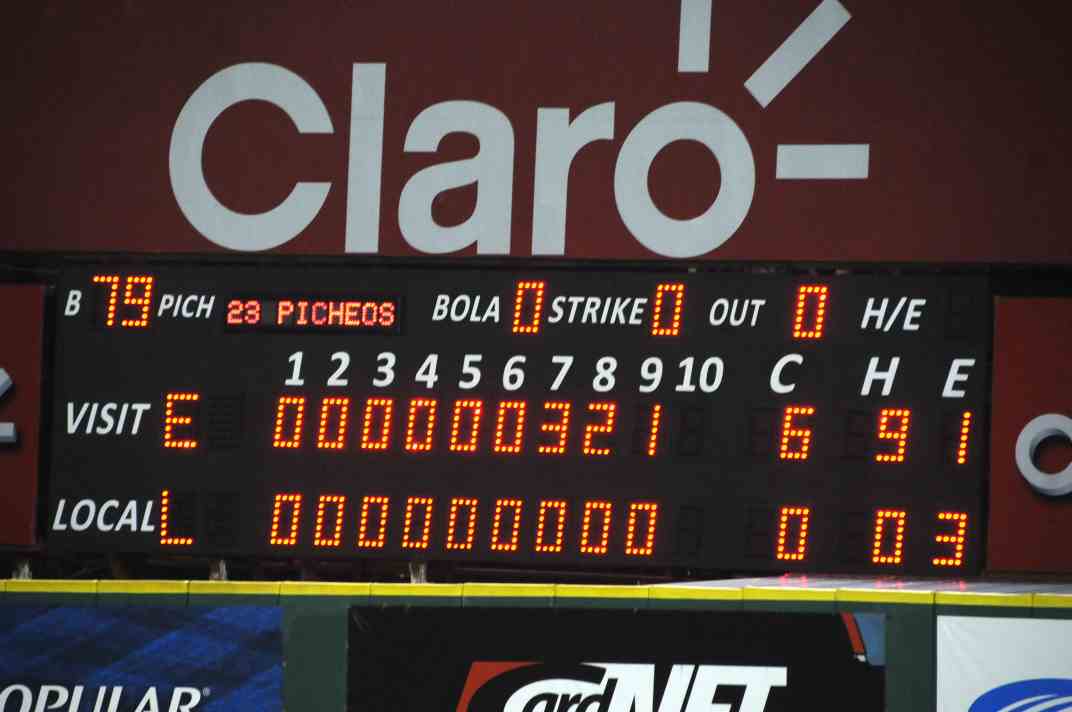 Claro
B 79 PICH 23 PICHEOS BOLA 0 STRIKE 0 OUT 0 H/E
1 2 3 4 5 6 7 8 9 10 C H E
VISIT E 0 0 0 0 0 0 3 2 1 6 9 1
LOCAL L 0 0 0 0 0 0 0 0 0 0 0 3
OPULAR®
ardNET